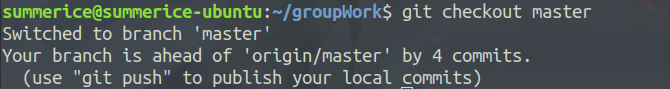 summerice@summerice-ubuntu:~/groupWork$ git checkout master
Switched to branch 'master'
Your branch is ahead of 'origin/master' by 4 commits.
  (use "git push" to publish your local commits)